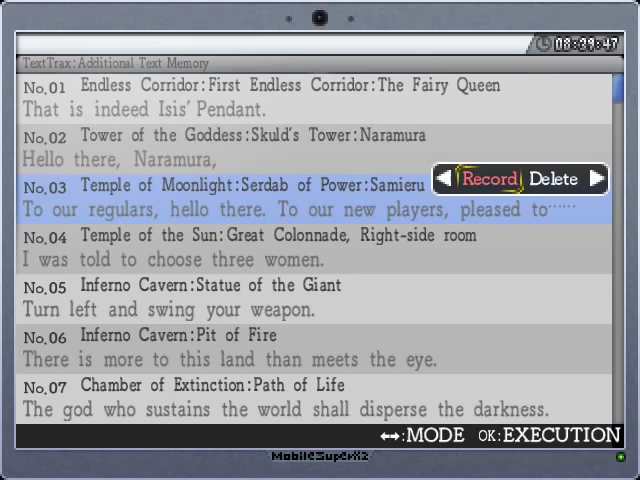 08:29:47
TextTrax:Additional Text Memory
No.01 Endless Corridor:First Endless Corridor:The Fairy Queen
That is indeed Isis' Pendant.
No.02 Tower of the Goddess:Skuld's Tower:Naramura
Hello there, Naramura,
No.03 Temple of Moonlight:Serdab of Power:Samieru
Record Delete
To our regulars, hello there. To our new players, pleased to……
No.04 Temple of the Sun:Great Colonnade, Right-side room
I was told to choose three women.
No.05 Inferno Cavern:Statue of the Giant
Turn left and swing your weapon.
No.06 Inferno Cavern:Pit of Fire
There is more to this land than meets the eye.
No.07 Chamber of Extinction:Path of Life
The god who sustains the world shall disperse the darkness.
←→:MODE OK:EXECUTION
MobileSuperX2